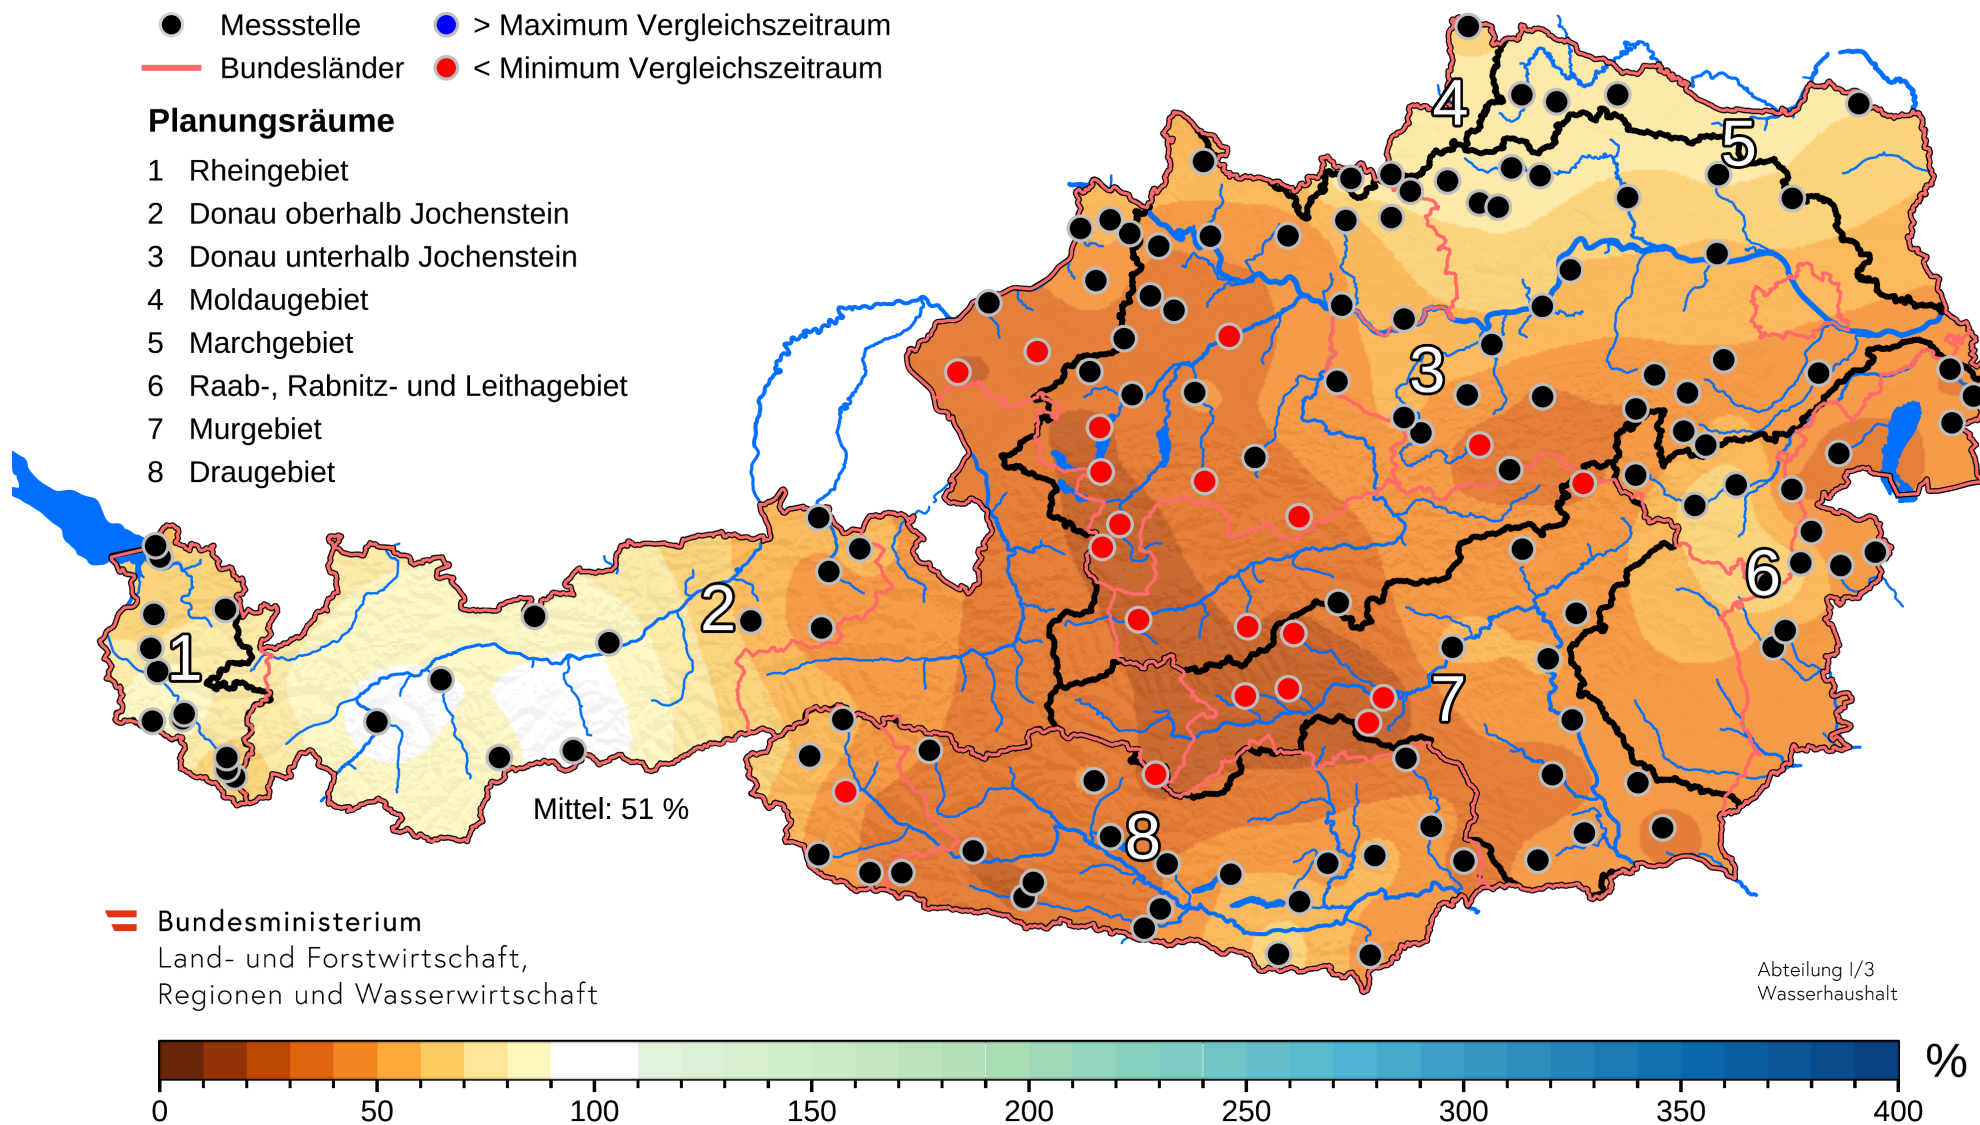 Messstelle
> Maximum Vergleichszeitraum
Bundesländer
< Minimum Vergleichszeitraum
Planungsräume
1 Rheingebiet
2 Donau oberhalb Jochenstein
3 Donau unterhalb Jochenstein
4 Moldaugebiet
5 Marchgebiet
6 Raab-, Rabnitz- und Leithagebiet
7 Murgebiet
8 Draugebiet
4
5
3
6
2
1
7
8
Mittel: 51 %
Bundesministerium
Land- und Forstwirtschaft,
Regionen und Wasserwirtschaft
Abteilung I/3
Wasserhaushalt
%
0 50 100 150 200 250 300 350 400